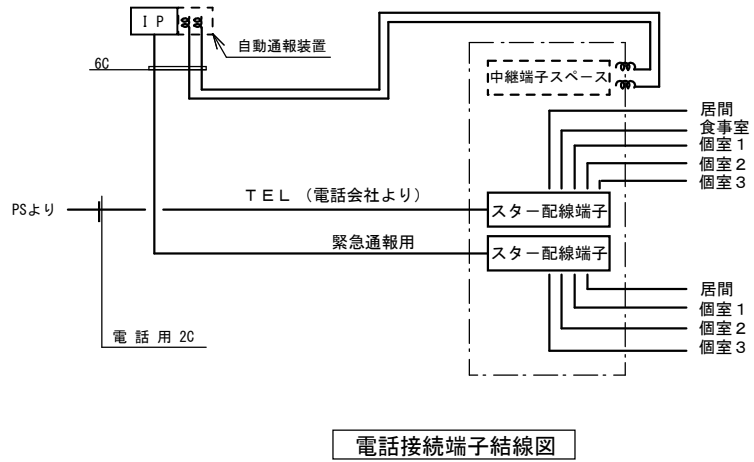 ＩＰ
自動通報装置
6C
中継端子スペース
居間
食事室
個室１
個室２
個室３
PSより
ＴＥＬ （電話会社より）
スター配線端子
緊急通報用
スター配線端子
居間
個室１
個室２
個室３
電話用 2C
電話接続端子結線図